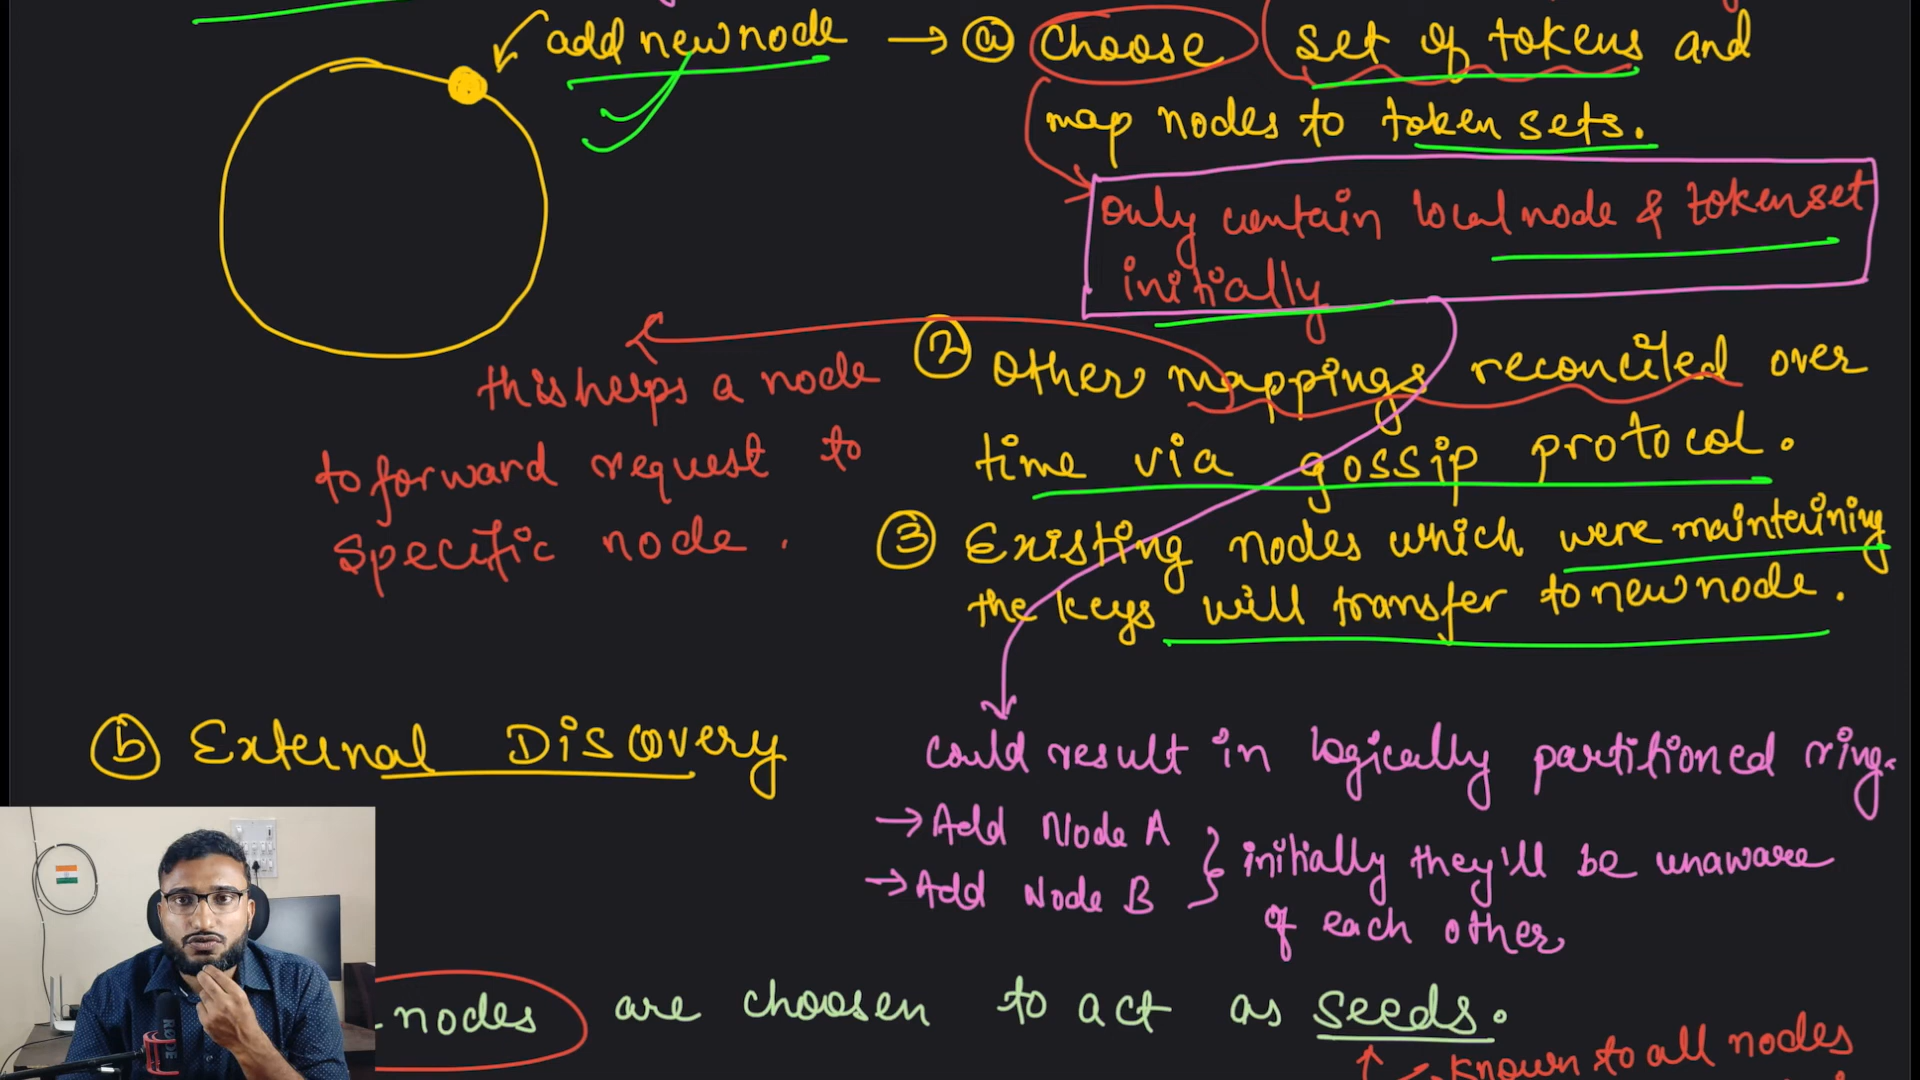 add new node → ⓐ choose set of tokens and
map nodes to token sets.
only contain local node & tokenset
initially
② Other mappings reconciled over
time via gossip protocol.
this helps a node
to forward request to
specific node.
③ Existing nodes which were maintaining
the keys will transfer to new node.
ⓑ External Discovery
could result in logically partitioned ring.
→ Add Node A
→ Add Node B
initially they'll be unaware
of each other
nodes are choosen to act as seeds.
known to all nodes
RODE